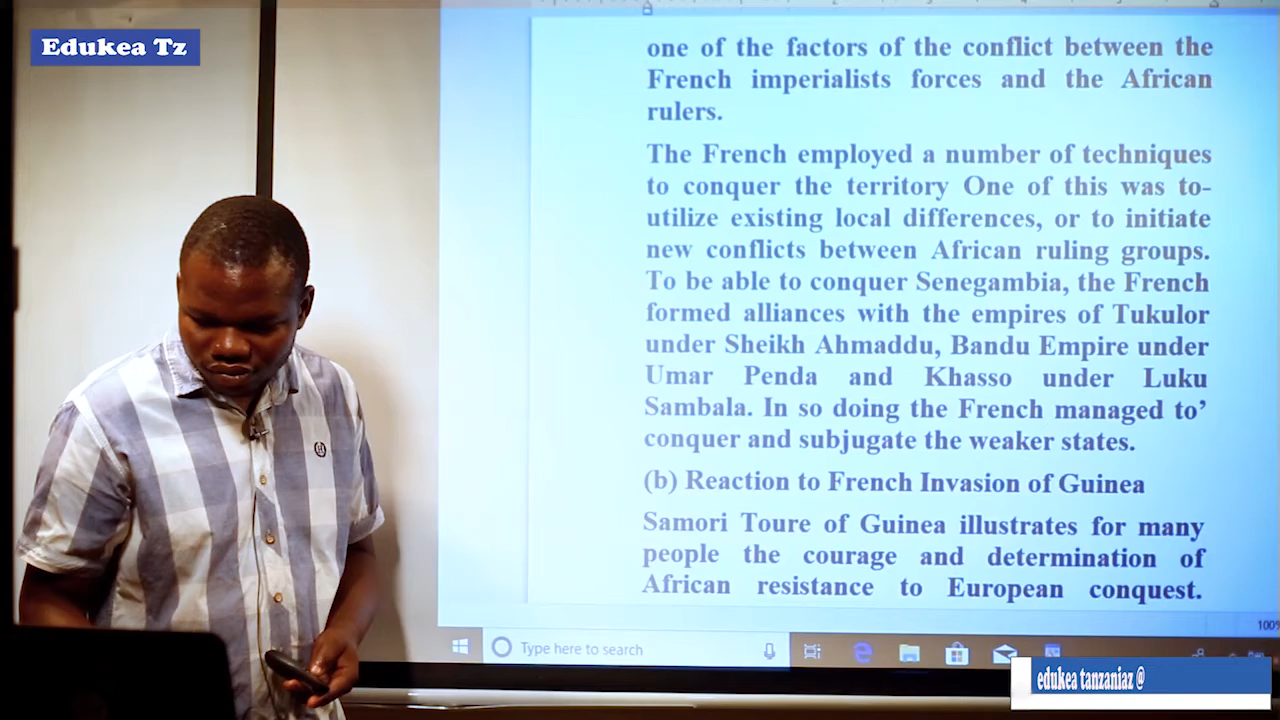 Edukea Tz
one of the factors of the conflict between the
French imperialists forces and the African
rulers.
The French employed a number of techniques
to conquer the territory One of this was to-
utilize existing local differences, or to initiate
new conflicts between African ruling groups.
To be able to conquer Senegambia, the French
formed alliances with the empires of Tukulor
under Sheikh Ahmaddu, Bandu Empire under
Umar Penda and Khasso under Luku
Sambala. In so doing the French managed to’
conquer and subjugate the weaker states.
(b) Reaction to French Invasion of Guinea
Samori Toure of Guinea illustrates for many
people the courage and determination of
African resistance to European conquest.
100%
Type here to search
edukea tanzaniaz @